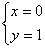 x = 0
y = 1